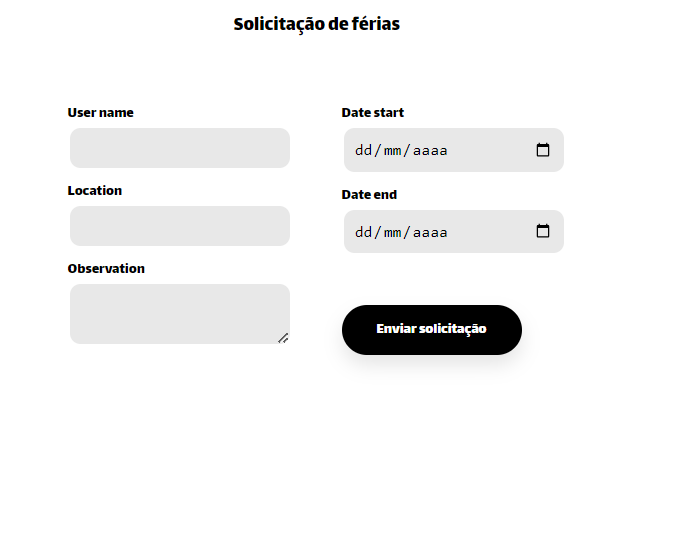 Solicitação de férias
User name
Location
Observation
Date start
dd/mm/aaaa
Date end
dd/mm/aaaa
Enviar solicitação